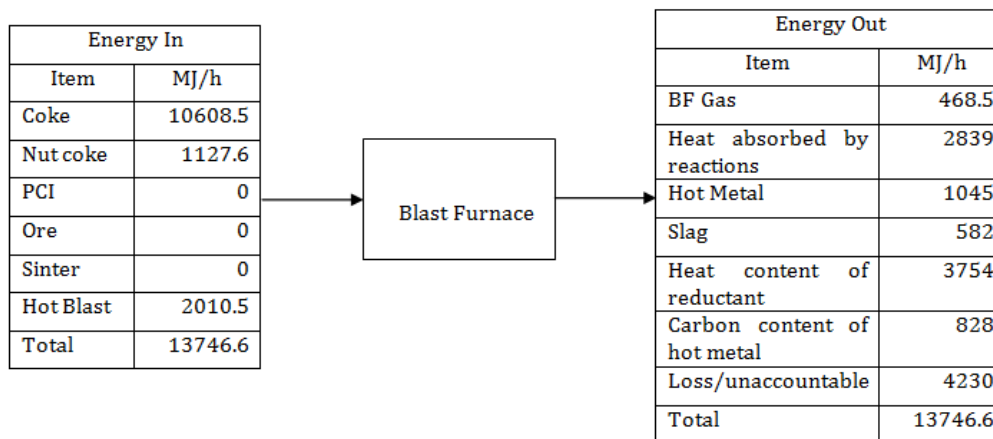 Energy In
Item MJ/h
Coke 10608.5
Nut coke 1127.6
PCI 0
Ore 0
Sinter 0
Hot Blast 2010.5
Total 13746.6
Blast Furnace
Energy Out
Item MJ/h
BF Gas 468.5
Heat absorbed by 2839
reactions
Hot Metal 1045
Slag 582
Heat content of 3754
reductant
Carbon content of 828
hot metal
Loss/unaccountable 4230
Total 13746.6